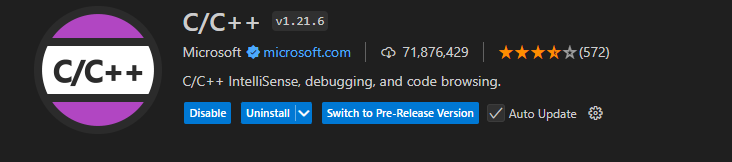 C/C++ v1.21.6
C/C++
Microsoft microsoft.com 71,876,429 (572)
C/C++ IntelliSense, debugging, and code browsing.
Disable Uninstall Switch to Pre-Release Version Auto Update